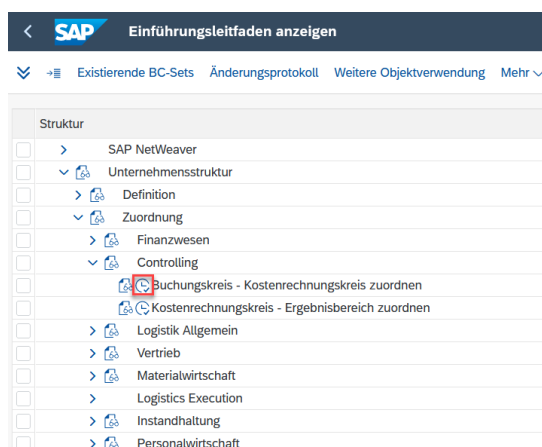 SAP Einführungsleitfaden anzeigen
Existierende BC-Sets Änderungsprotokoll Weitere Objektverwendung Mehr
Struktur
SAP NetWeaver
Unternehmensstruktur
Definition
Zuordnung
Finanzwesen
Controlling
Buchungskreis - Kostenrechnungskreis zuordnen
Kostenrechnungskreis - Ergebnisbereich zuordnen
Logistik Allgemein
Vertrieb
Materialwirtschaft
Logistics Execution
Instandhaltung
Personalwirtschaft